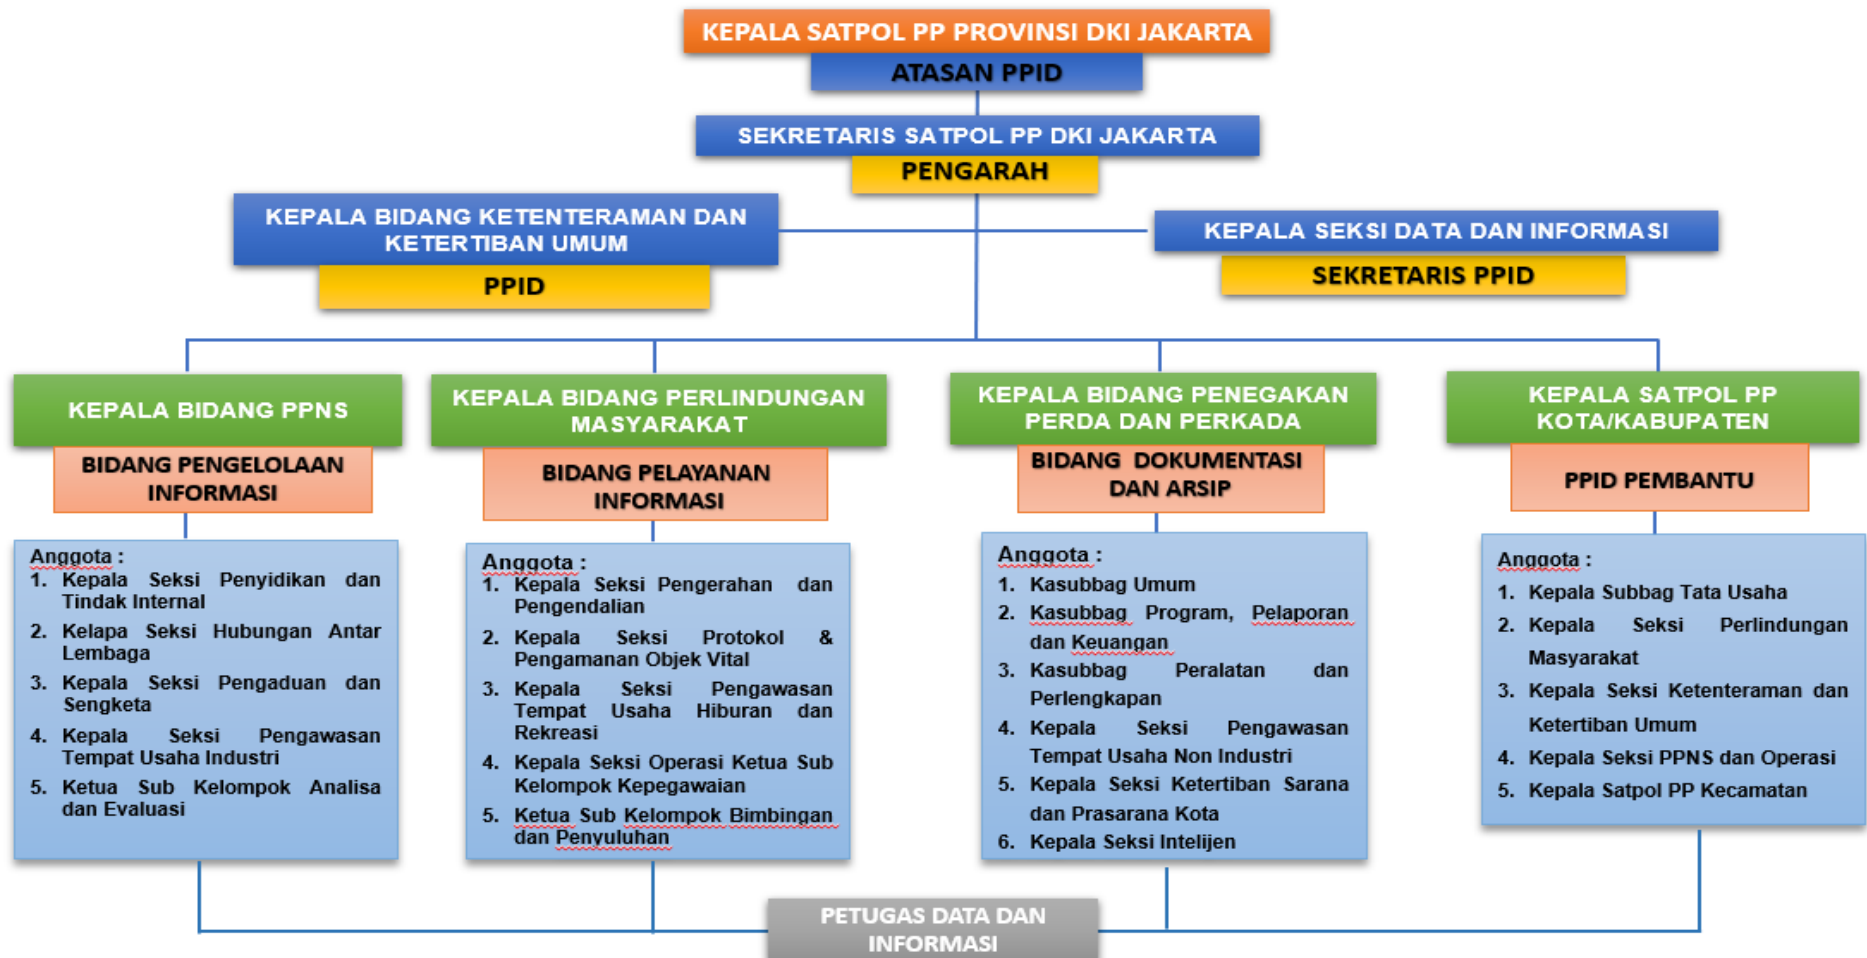 KEPALA SATPOL PP PROVINSI DKI JAKARTA
ATASAN PPID
SEKRETARIS SATPOL PP DKI JAKARTA
PENGARAH
KEPALA BIDANG KETENTERAMAN DAN
KETERTIBAN UMUM
PPID
KEPALA SEKSI DATA DAN INFORMASI
SEKRETARIS PPID
KEPALA BIDANG PPNS
BIDANG PENGELOLAAN
INFORMASI
Anggota :
1. Kepala Seksi Penyidikan dan
Tindak Internal
2. Kelapa Seksi Hubungan Antar
Lembaga
3. Kepala Seksi Pengaduan dan
Sengketa
4. Kepala Seksi Pengawasan
Tempat Usaha Industri
5. Ketua Sub Kelompok Analisa
dan Evaluasi
KEPALA BIDANG PERLINDUNGAN
MASYARAKAT
BIDANG PELAYANAN
INFORMASI
Anggota :
1. Kepala Seksi Pengerahan dan
Pengendalian
2. Kepala Seksi Protokol &
Pengamanan Objek Vital
3. Kepala Seksi Pengawasan
Tempat Usaha Hiburan dan
Rekreasi
4. Kepala Seksi Operasi Ketua Sub
Kelompok Kepegawaian
5. Ketua Sub Kelompok Bimbingan
dan Penyuluhan
KEPALA BIDANG PENEGAKAN
PERDA DAN PERKADA
BIDANG DOKUMENTASI
DAN ARSIP
Anggota :
1. Kasubbag Umum
2. Kasubbag Program, Pelaporan
dan Keuangan
3. Kasubbag Peralatan dan
Perlengkapan
4. Kepala Seksi Pengawasan
Tempat Usaha Non Industri
5. Kepala Seksi Ketertiban Sarana
dan Prasarana Kota
6. Kepala Seksi Intelijen
KEPALA SATPOL PP
KOTA/KABUPATEN
PPID PEMBANTU
Anggota :
1. Kepala Subbag Tata Usaha
2. Kepala Seksi Perlindungan
Masyarakat
3. Kepala Seksi Ketenteraman dan
Ketertiban Umum
4. Kepala Seksi PPNS dan Operasi
5. Kepala Satpol PP Kecamatan
PETUGAS DATA DAN
INFORMASI